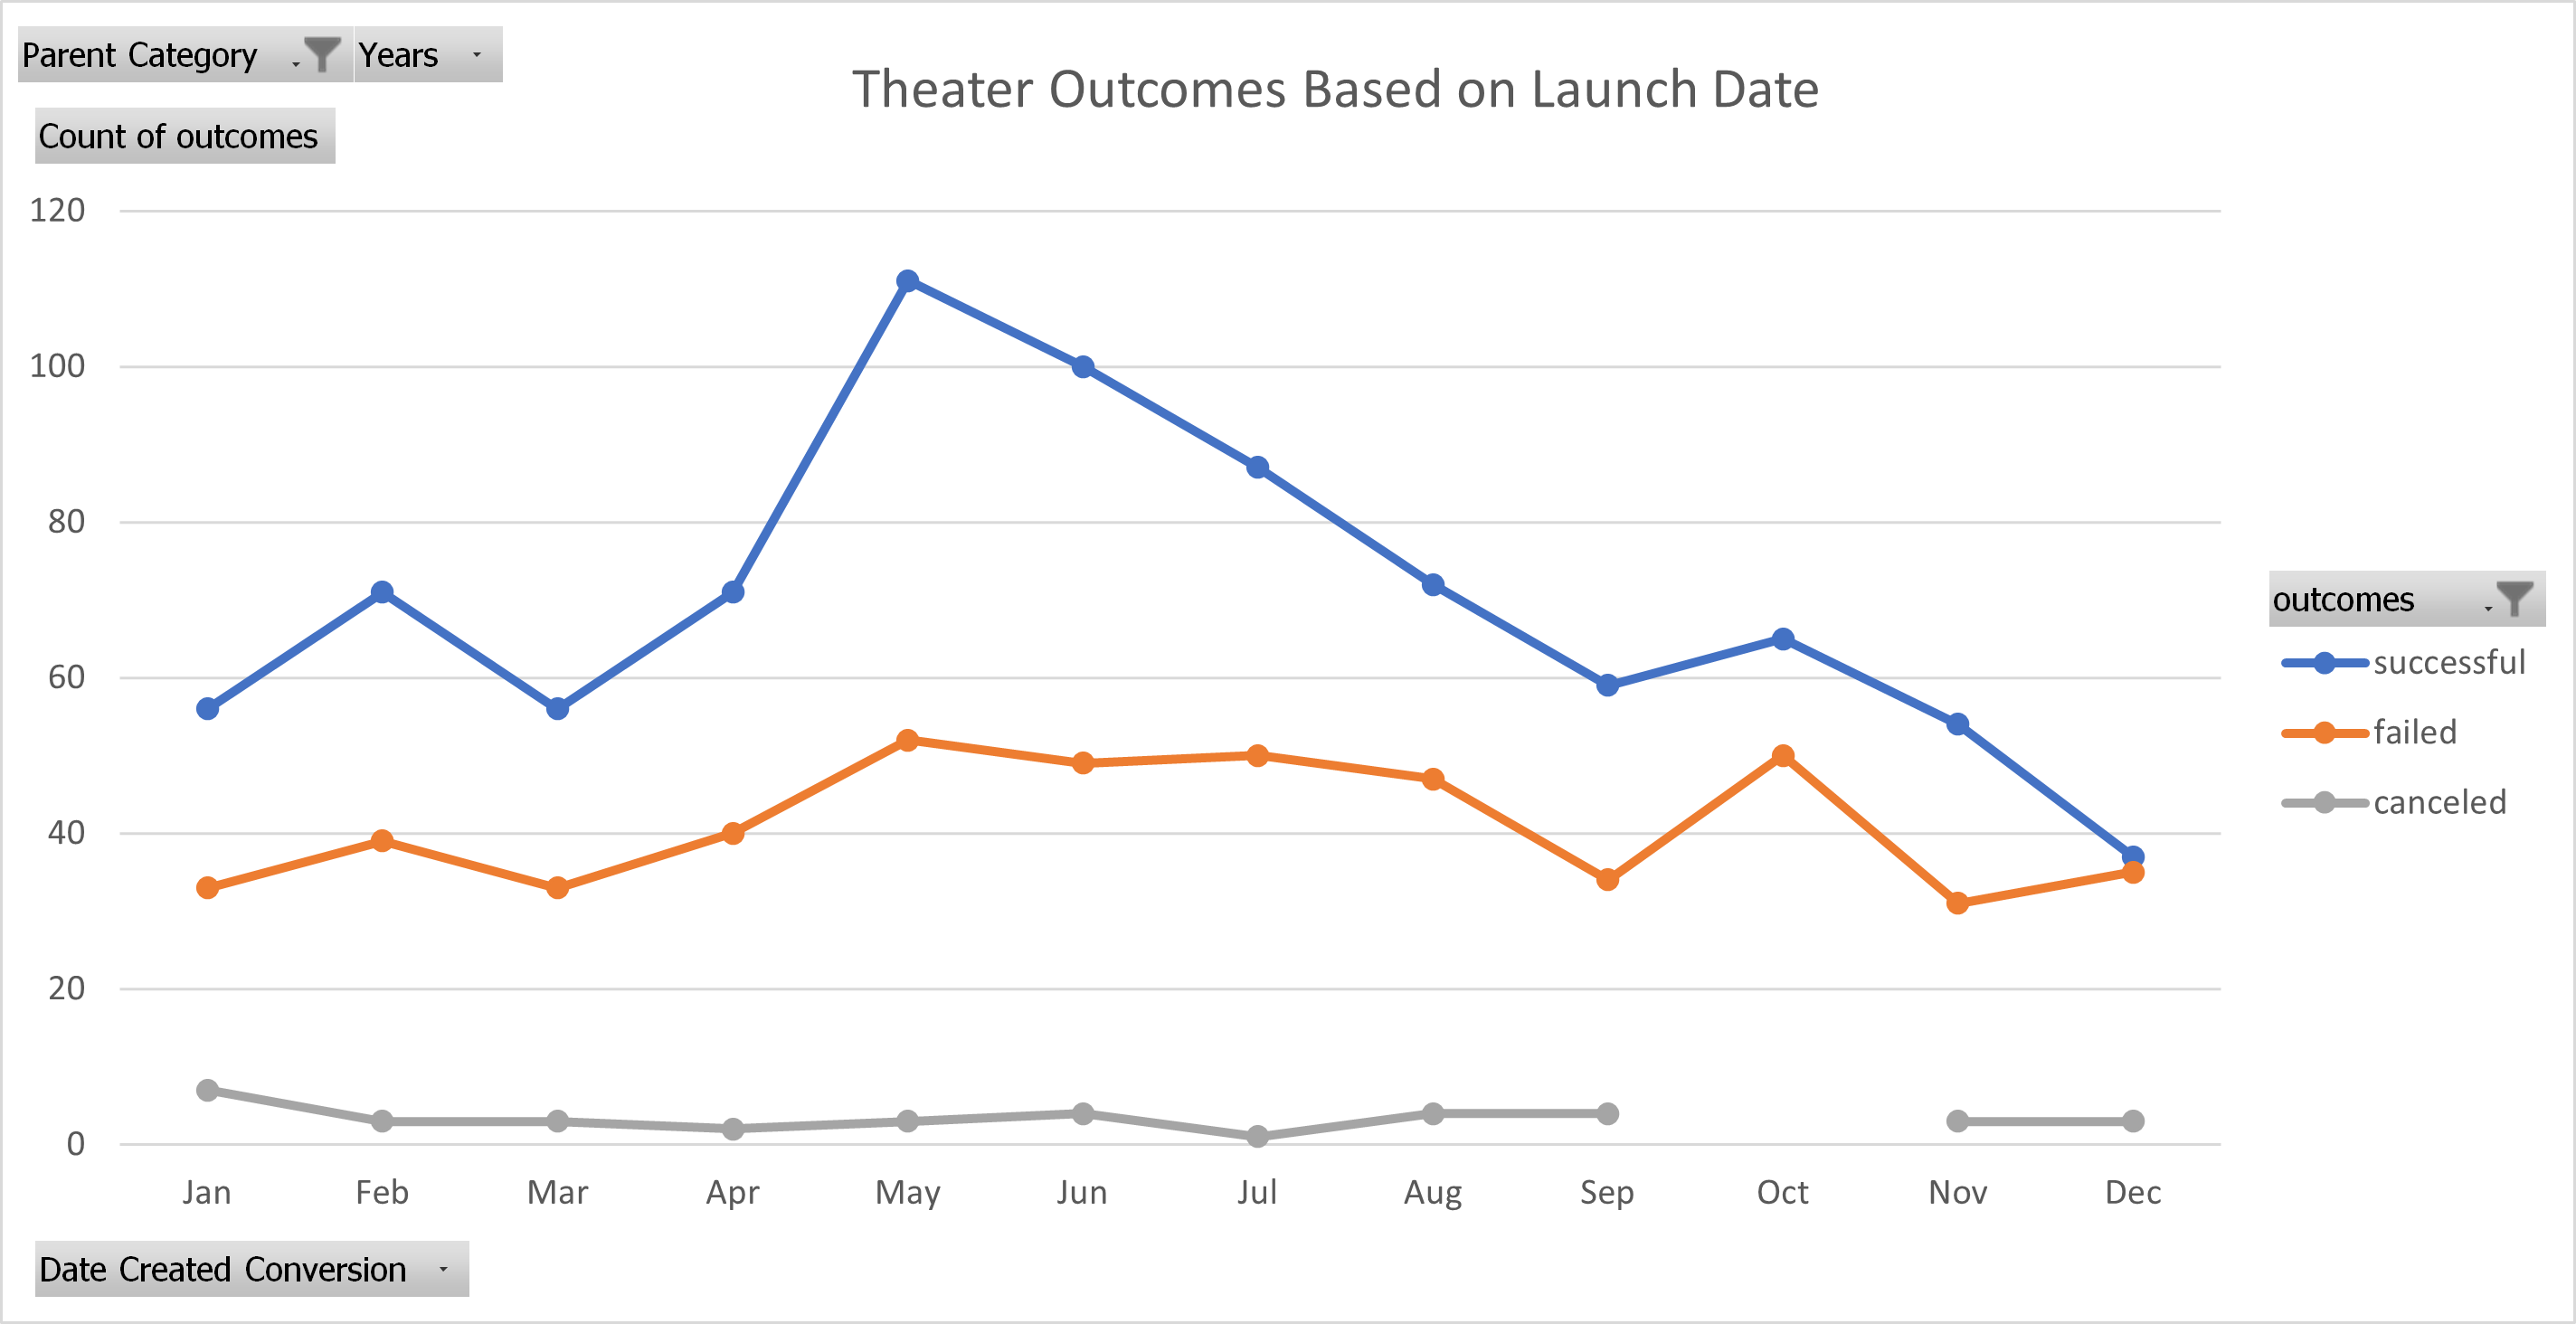 Parent Category Years
Theater Outcomes Based on Launch Date
Count of outcomes
120
100
80
60
40
20
0
Jan Feb Mar Apr May Jun Jul Aug Sep Oct Nov Dec
outcomes
successful
failed
canceled
Date Created Conversion